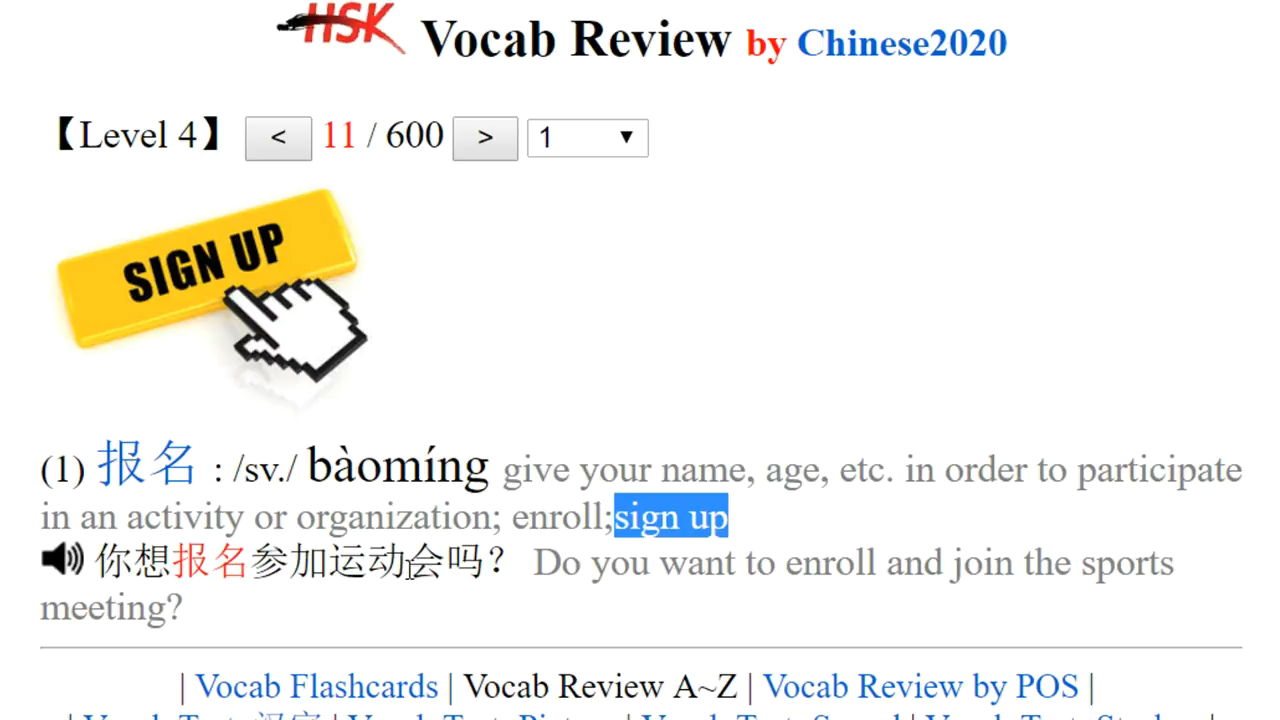 HSK Vocab Review by Chinese2020
【Level 4】 < 11 / 600 > 1
SIGN UP
(1) 报名 : /sv./ bàomíng give your name, age, etc. in order to participate
in an activity or organization; enroll;sign up
你想报名参加运动会吗? Do you want to enroll and join the sports
meeting?
| Vocab Flashcards | Vocab Review A~Z | Vocab Review by POS |